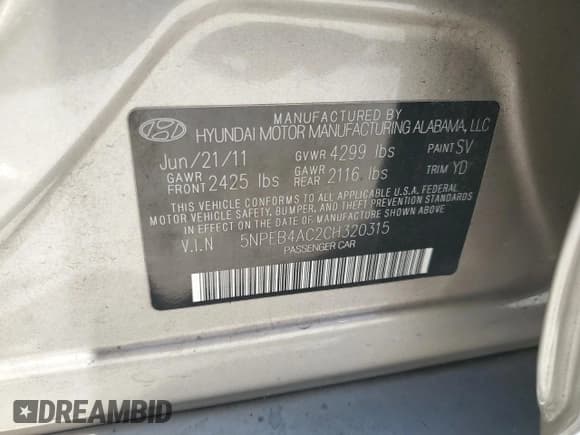 MANUFACTURED BY
HYUNDAI MOTOR MANUFACTURING ALABAMA, LLC
Jun/21/11 GVWR 4299 lbs PAINT SV
GAWR FRONT 2425 lbs GAWR REAR 2116 lbs TRIM YD
THIS VEHICLE CONFORMS TO ALL APPLICABLE U.S.A. FEDERAL
MOTOR VEHICLE SAFETY, BUMPER, AND THEFT PREVENTION STANDARDS
IN EFFECT ON THE DATE OF MANUFACTURE SHOWN ABOVE.
V.I.N 5NPEB4AC2CH320315
PASSENGER CAR
DREAMBID